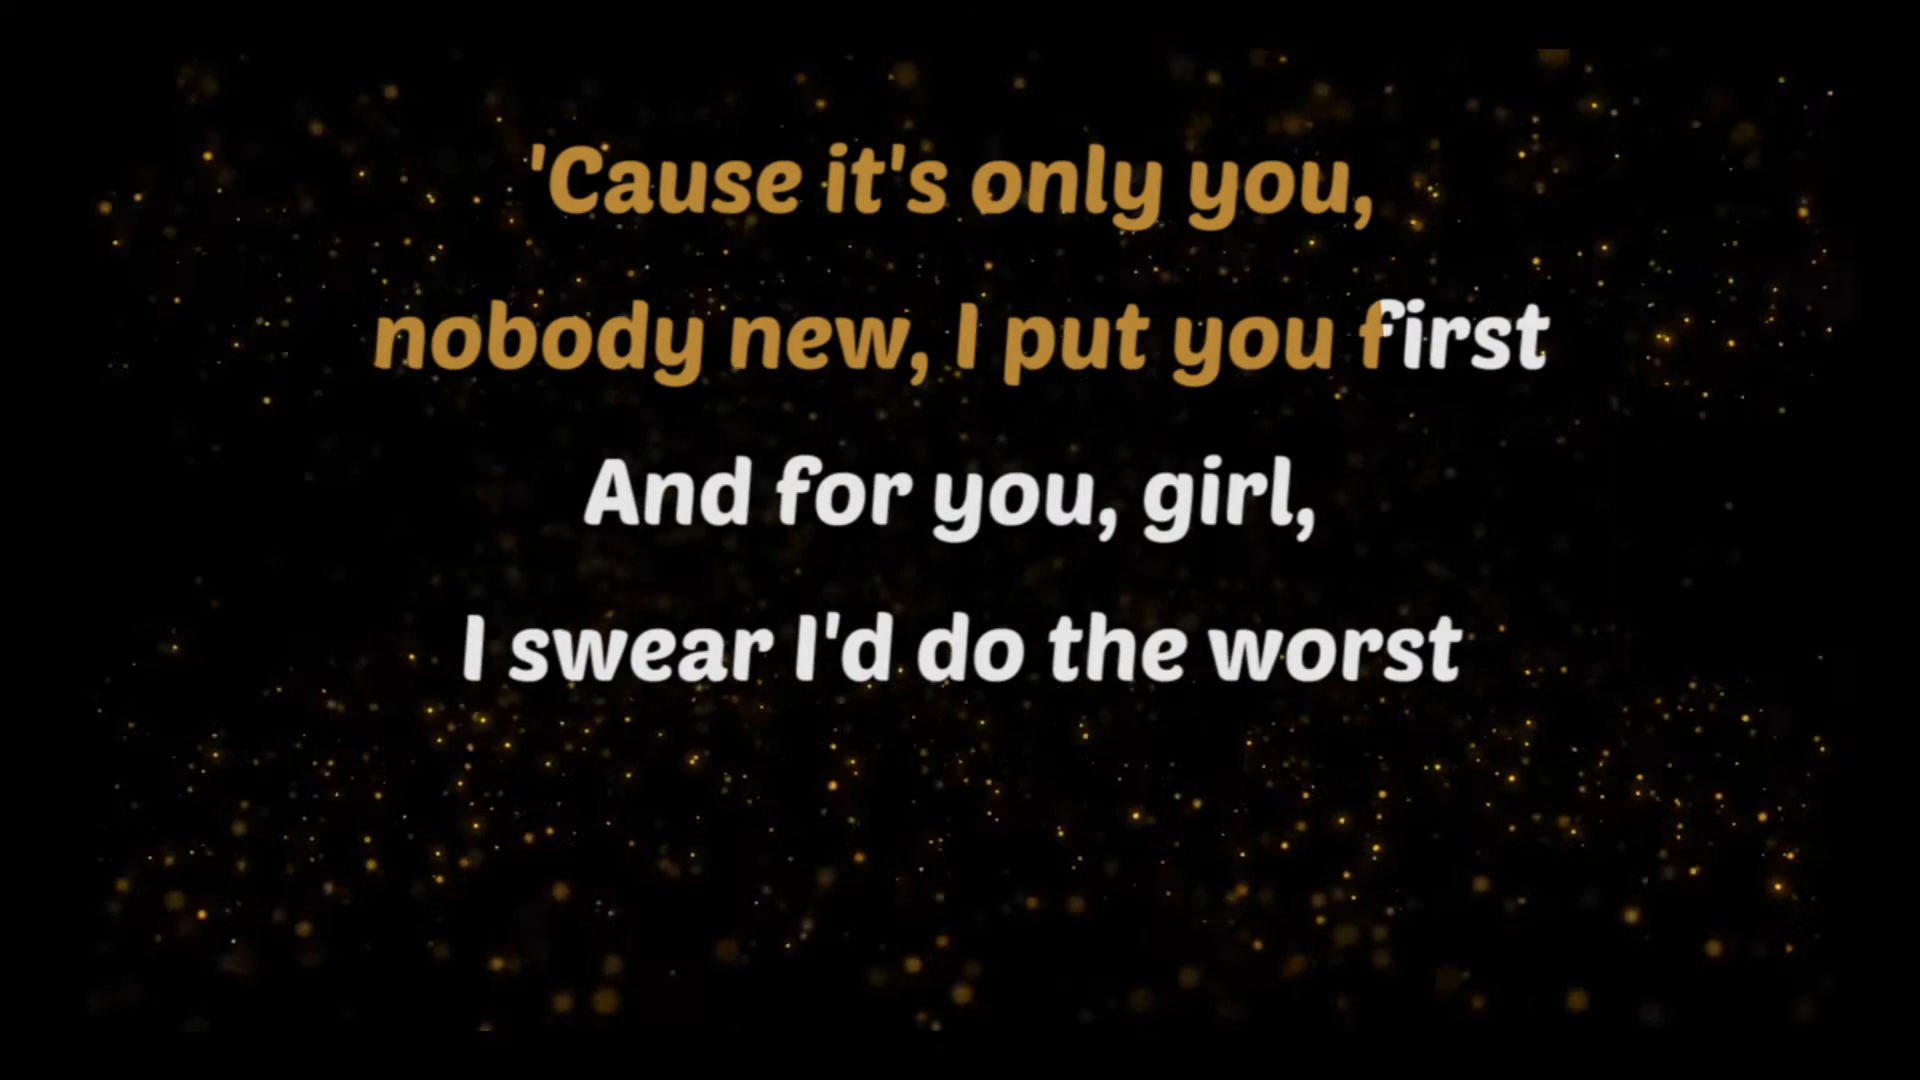 'Cause it's only you,
nobody new, I put you first
And for you, girl,
I swear I'd do the worst